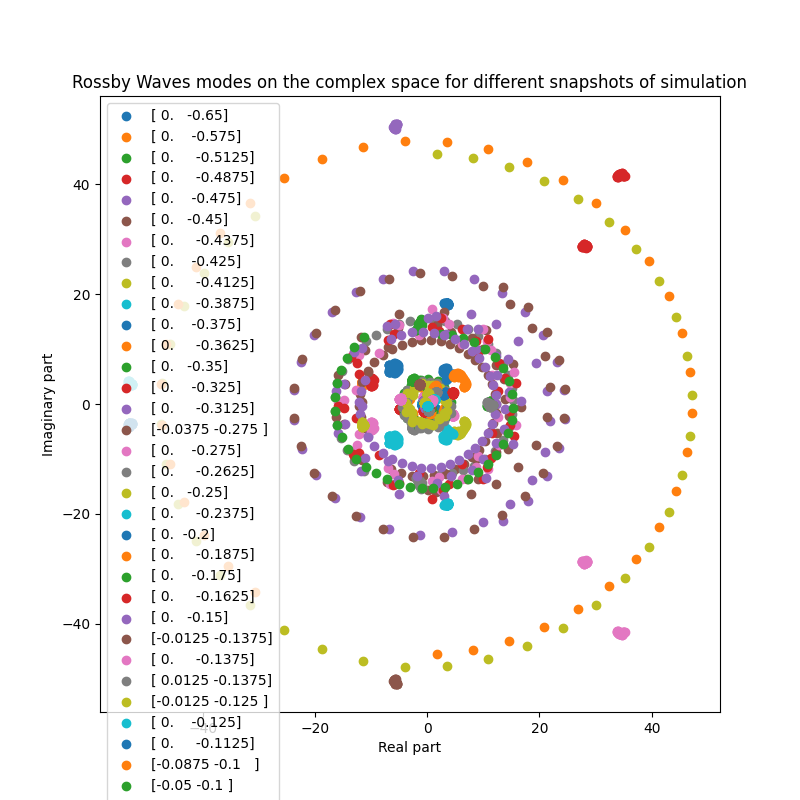 Rossby Waves modes on the complex space for different snapshots of simulation
[ 0. -0.65]
[ 0. -0.575]
[ 0. -0.5125]
[ 0. -0.4875]
[ 0. -0.475]
[ 0. -0.45]
[ 0. -0.4375]
[ 0. -0.425]
[ 0. -0.4125]
[ 0. -0.3875]
[ 0. -0.375]
[ 0. -0.3625]
[ 0. -0.35]
[ 0. -0.325]
[ 0. -0.3125]
[-0.0375 -0.275 ]
[ 0. -0.275]
[ 0. -0.2625]
[ 0. -0.25]
[ 0. -0.2375]
[ 0. -0.2]
[ 0. -0.1875]
[ 0. -0.175]
[ 0. -0.1625]
[ 0. -0.15]
[-0.0125 -0.1375]
[ 0. -0.1375]
[ 0.0125 -0.1375]
[-0.0125 -0.125 ]
[ 0. -0.125]
[ 0. -0.1125]
[-0.0875 -0.1 ]
[-0.05 -0.1 ]
40
20
0
−20
−40
Imaginary part
−40
−20
0
20
40
Real part